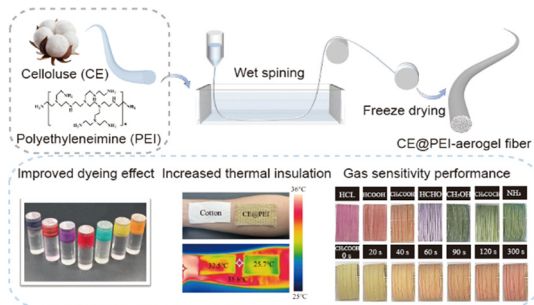 Celloluse (CE)
Polyethyleneimine (PEI)
Wet spining
Freeze drying
CE@PEI-aerogel fiber
Improved dyeing effect
Increased thermal insulation
Gas sensitivity performance
Cotton
CE@PEI
36°C
25°C
32.5°C
25.7°C
HCL
HCOOH
CH₃COOH
HCHO
CH₃OH
CH₃COCH₃
NH₃
CH₃COOH
0 s
20 s
40 s
60 s
90 s
120 s
300 s